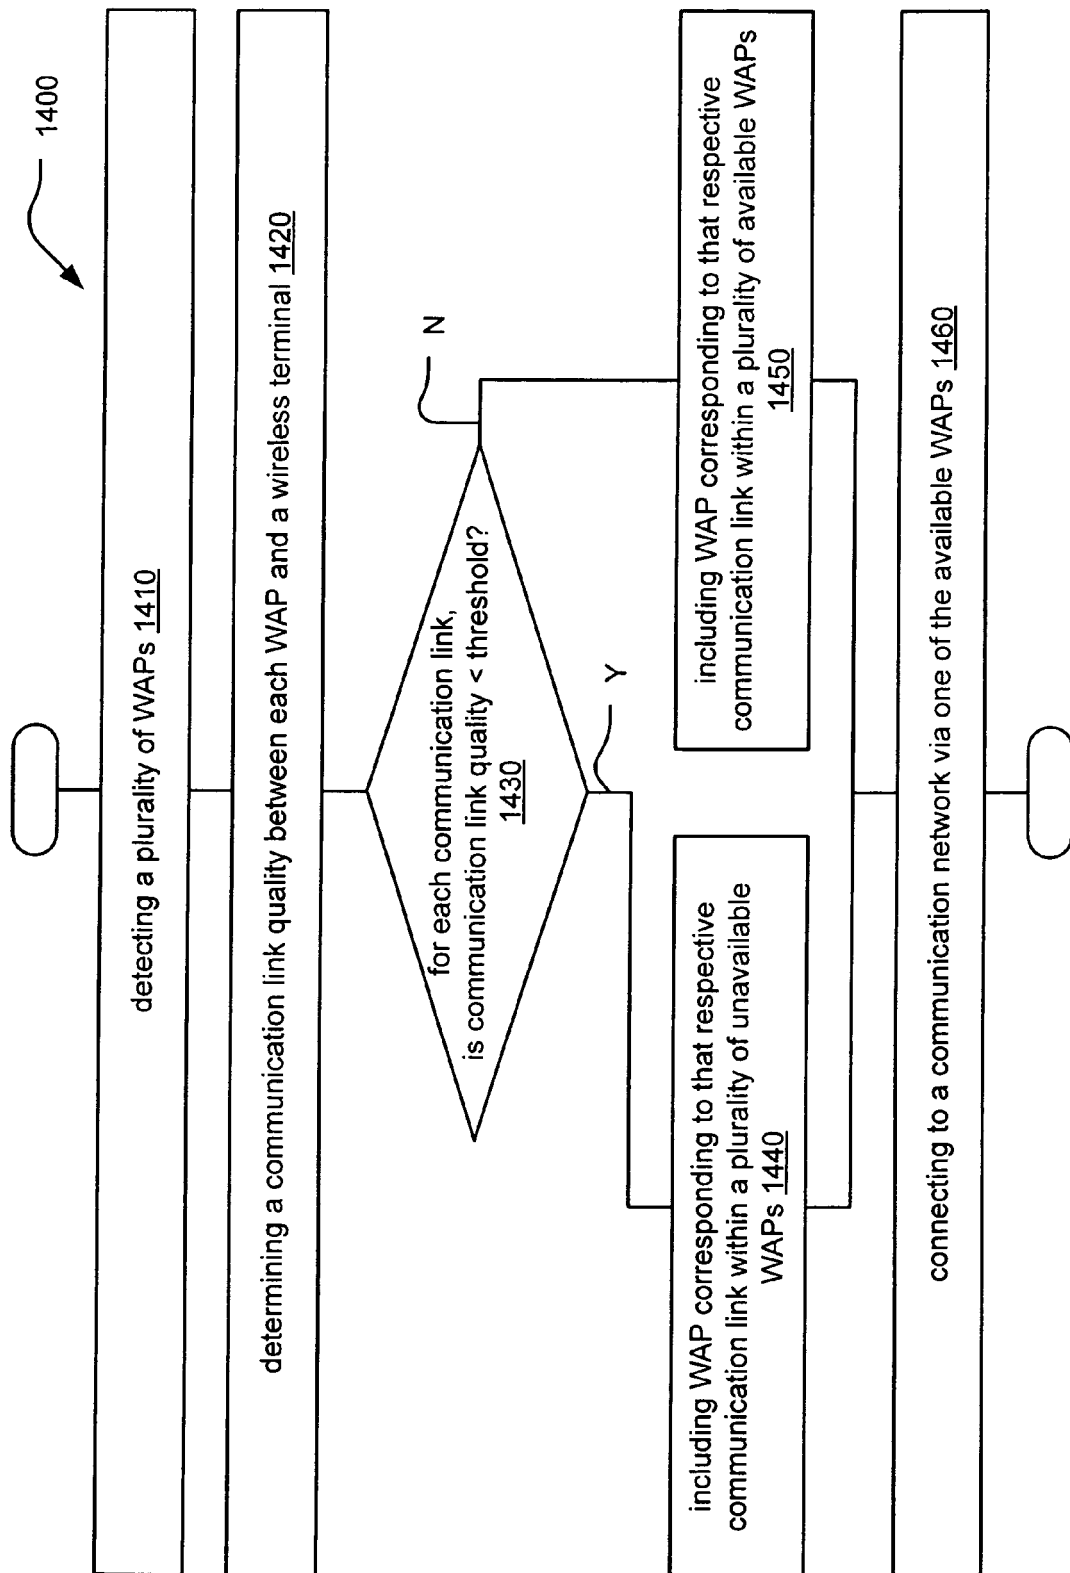 1400
detecting a plurality of WAPs 1410
determining a communication link quality between each WAP and a wireless terminal 1420
for each communication link,
is communication link quality < threshold?
1430
N
Y
including WAP corresponding to that respective
communication link within a plurality of unavailable
WAPs 1440
including WAP corresponding to that respective
communication link within a plurality of available WAPs
1450
connecting to a communication network via one of the available WAPs 1460